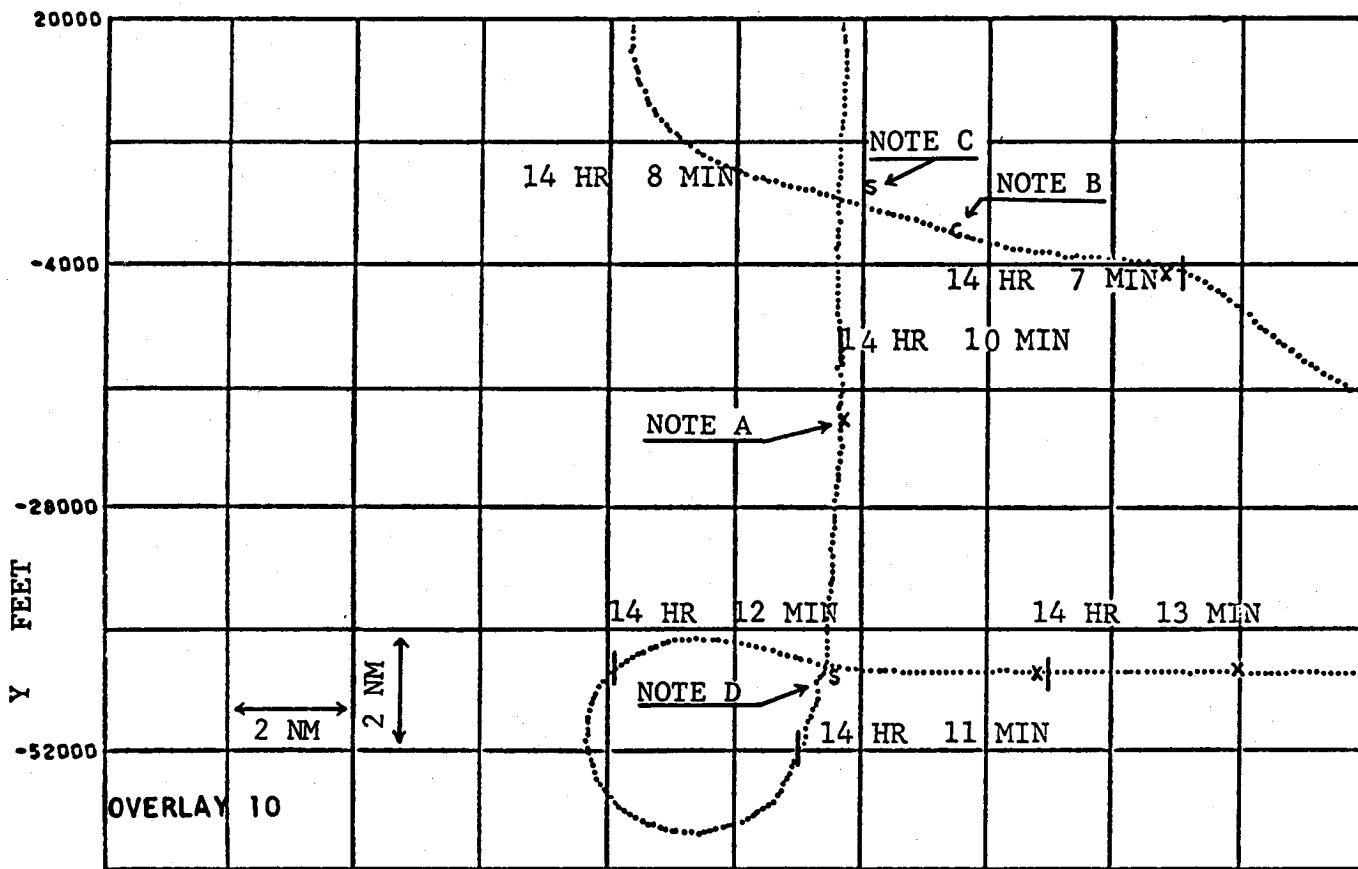 20000
NOTE C
14 HR 8 MIN
S
NOTE B
C
-4000
14 HR 7 MIN
X
14 HR 10 MIN
NOTE A
X
-28000
Y FEET
14 HR 12 MIN
14 HR 13 MIN
2 NM
2 NM
NOTE D
S
X
X
14 HR 11 MIN
-52000
OVERLAY 10